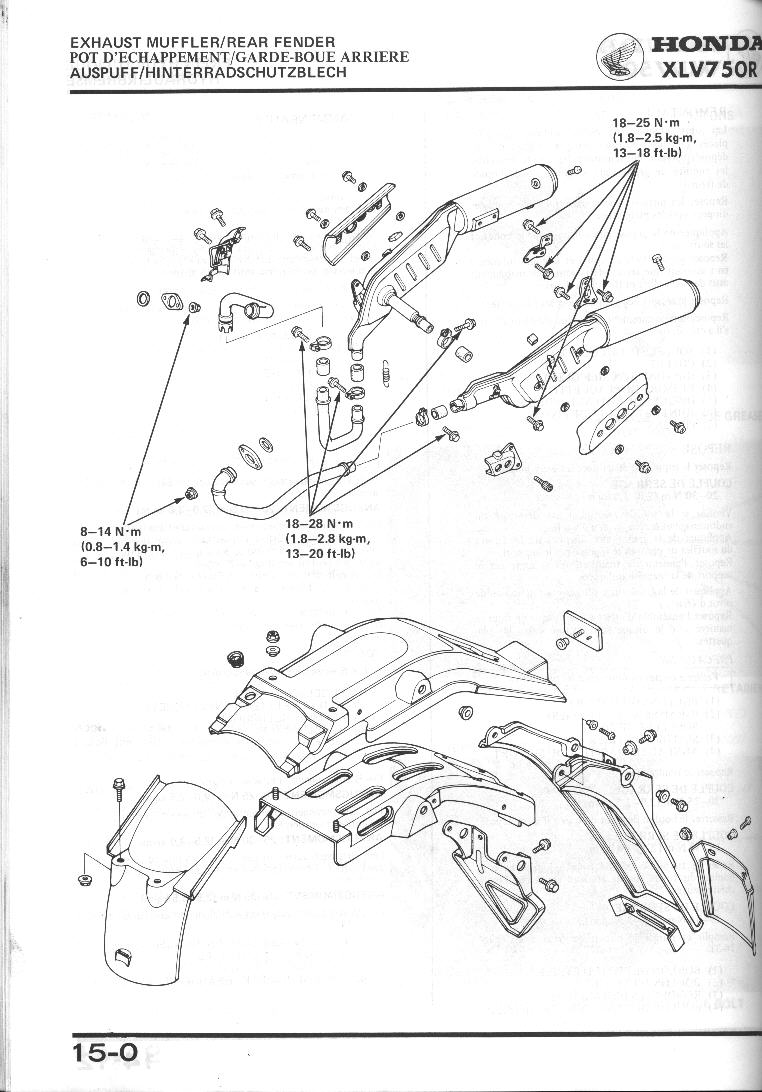 EXHAUST MUFFLER/REAR FENDER
POT D'ECHAPPEMENT/GARDE-BOUE ARRIERE
AUSPUFF/HINTERRADSCHUTZBLECH
HONDA
XLV750R
18–25 N·m
(1.8–2.5 kg-m,
13–18 ft-lb)
8–14 N·m
(0.8–1.4 kg-m,
6–10 ft-lb)
18–28 N·m
(1.8–2.8 kg-m,
13–20 ft-lb)
15-0